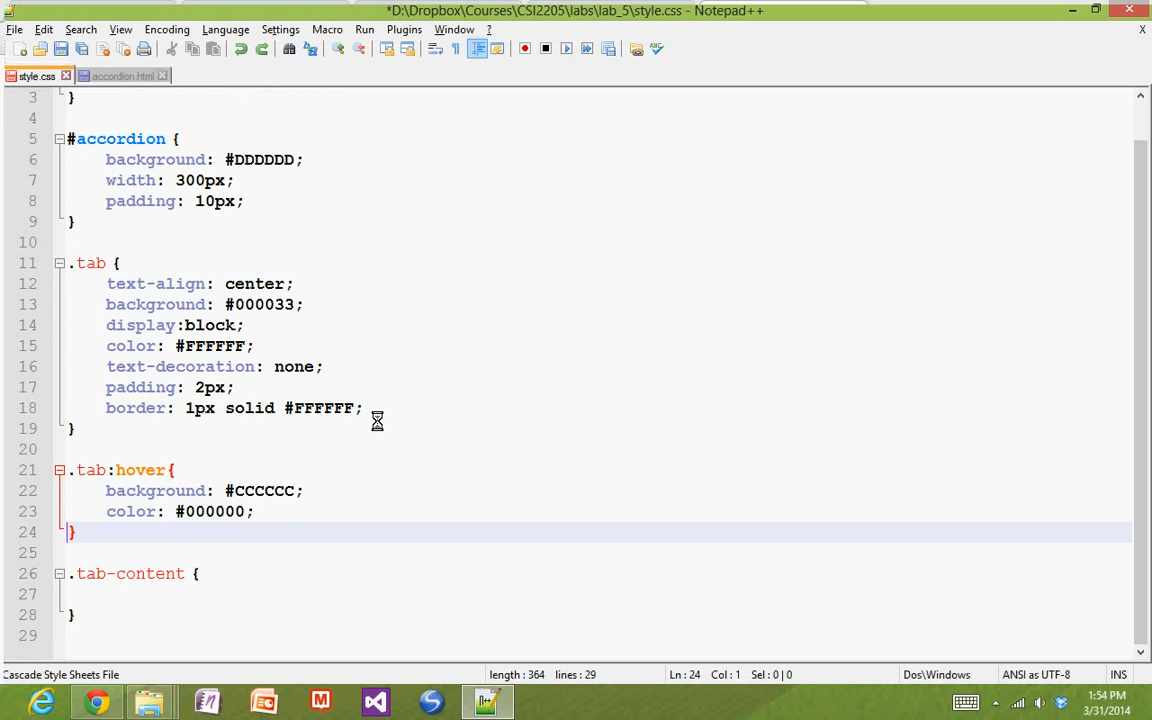 *D:\Dropbox\Courses\CSI2205\labs\lab_5\style.css - Notepad++
File Edit Search View Encoding Language Settings Macro Run Plugins Window ? X
style.css accordion.html
3 }
4
5 #accordion {
6 background: #DDDDDD;
7 width: 300px;
8 padding: 10px;
9 }
10
11 .tab {
12 text-align: center;
13 background: #000033;
14 display:block;
15 color: #FFFFFF;
16 text-decoration: none;
17 padding: 2px;
18 border: 1px solid #FFFFFF;
19 }
20
21 .tab:hover{
22 background: #CCCCCC;
23 color: #000000;
24 }
25
26 .tab-content {
27
28 }
29
Cascade Style Sheets File length : 364 lines : 29 Ln : 24 Col : 1 Sel : 0 | 0 Dos\Windows ANSI as UTF-8 INS
1:54 PM
3/31/2014